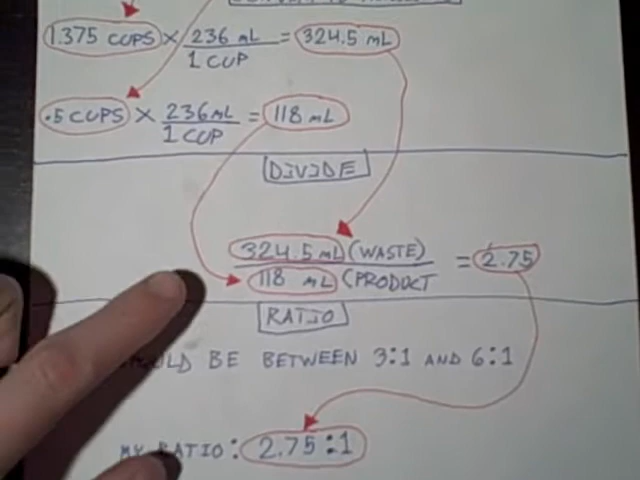 1.375 CUPS × 236 mL / 1 CUP = 324.5 mL
.5 CUPS × 236 mL / 1 CUP = 118 mL
DIVIDE
324.5 mL (WASTE) / 118 mL (PRODUCT = 2.75
RATIO
BE BETWEEN 3:1 AND 6:1
MY RATIO: 2.75:1